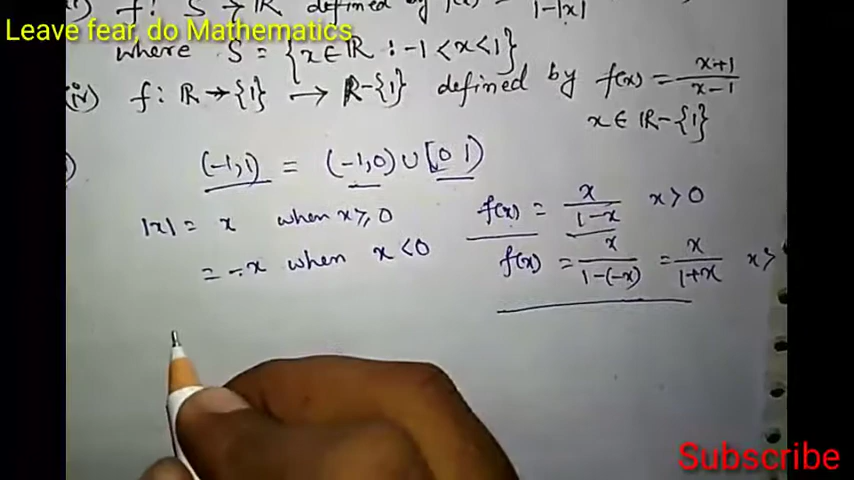 f: S → R defined by f(x) =
1-|x|
Leave fear, do Mathematics
where S = {x∈R : -1 < x < 1}
(iv) f: R → {1} → R-{1} defined by f(x) = x+1 / x-1
x ∈ R-{1}
(-1,1) = (-1,0) ∪ [0 1)
|x| = x when x ≥ 0 f(x) = x / 1-x x > 0
= -x when x < 0 f(x) = x / 1-(-x) = x / 1+x x >
Subscribe